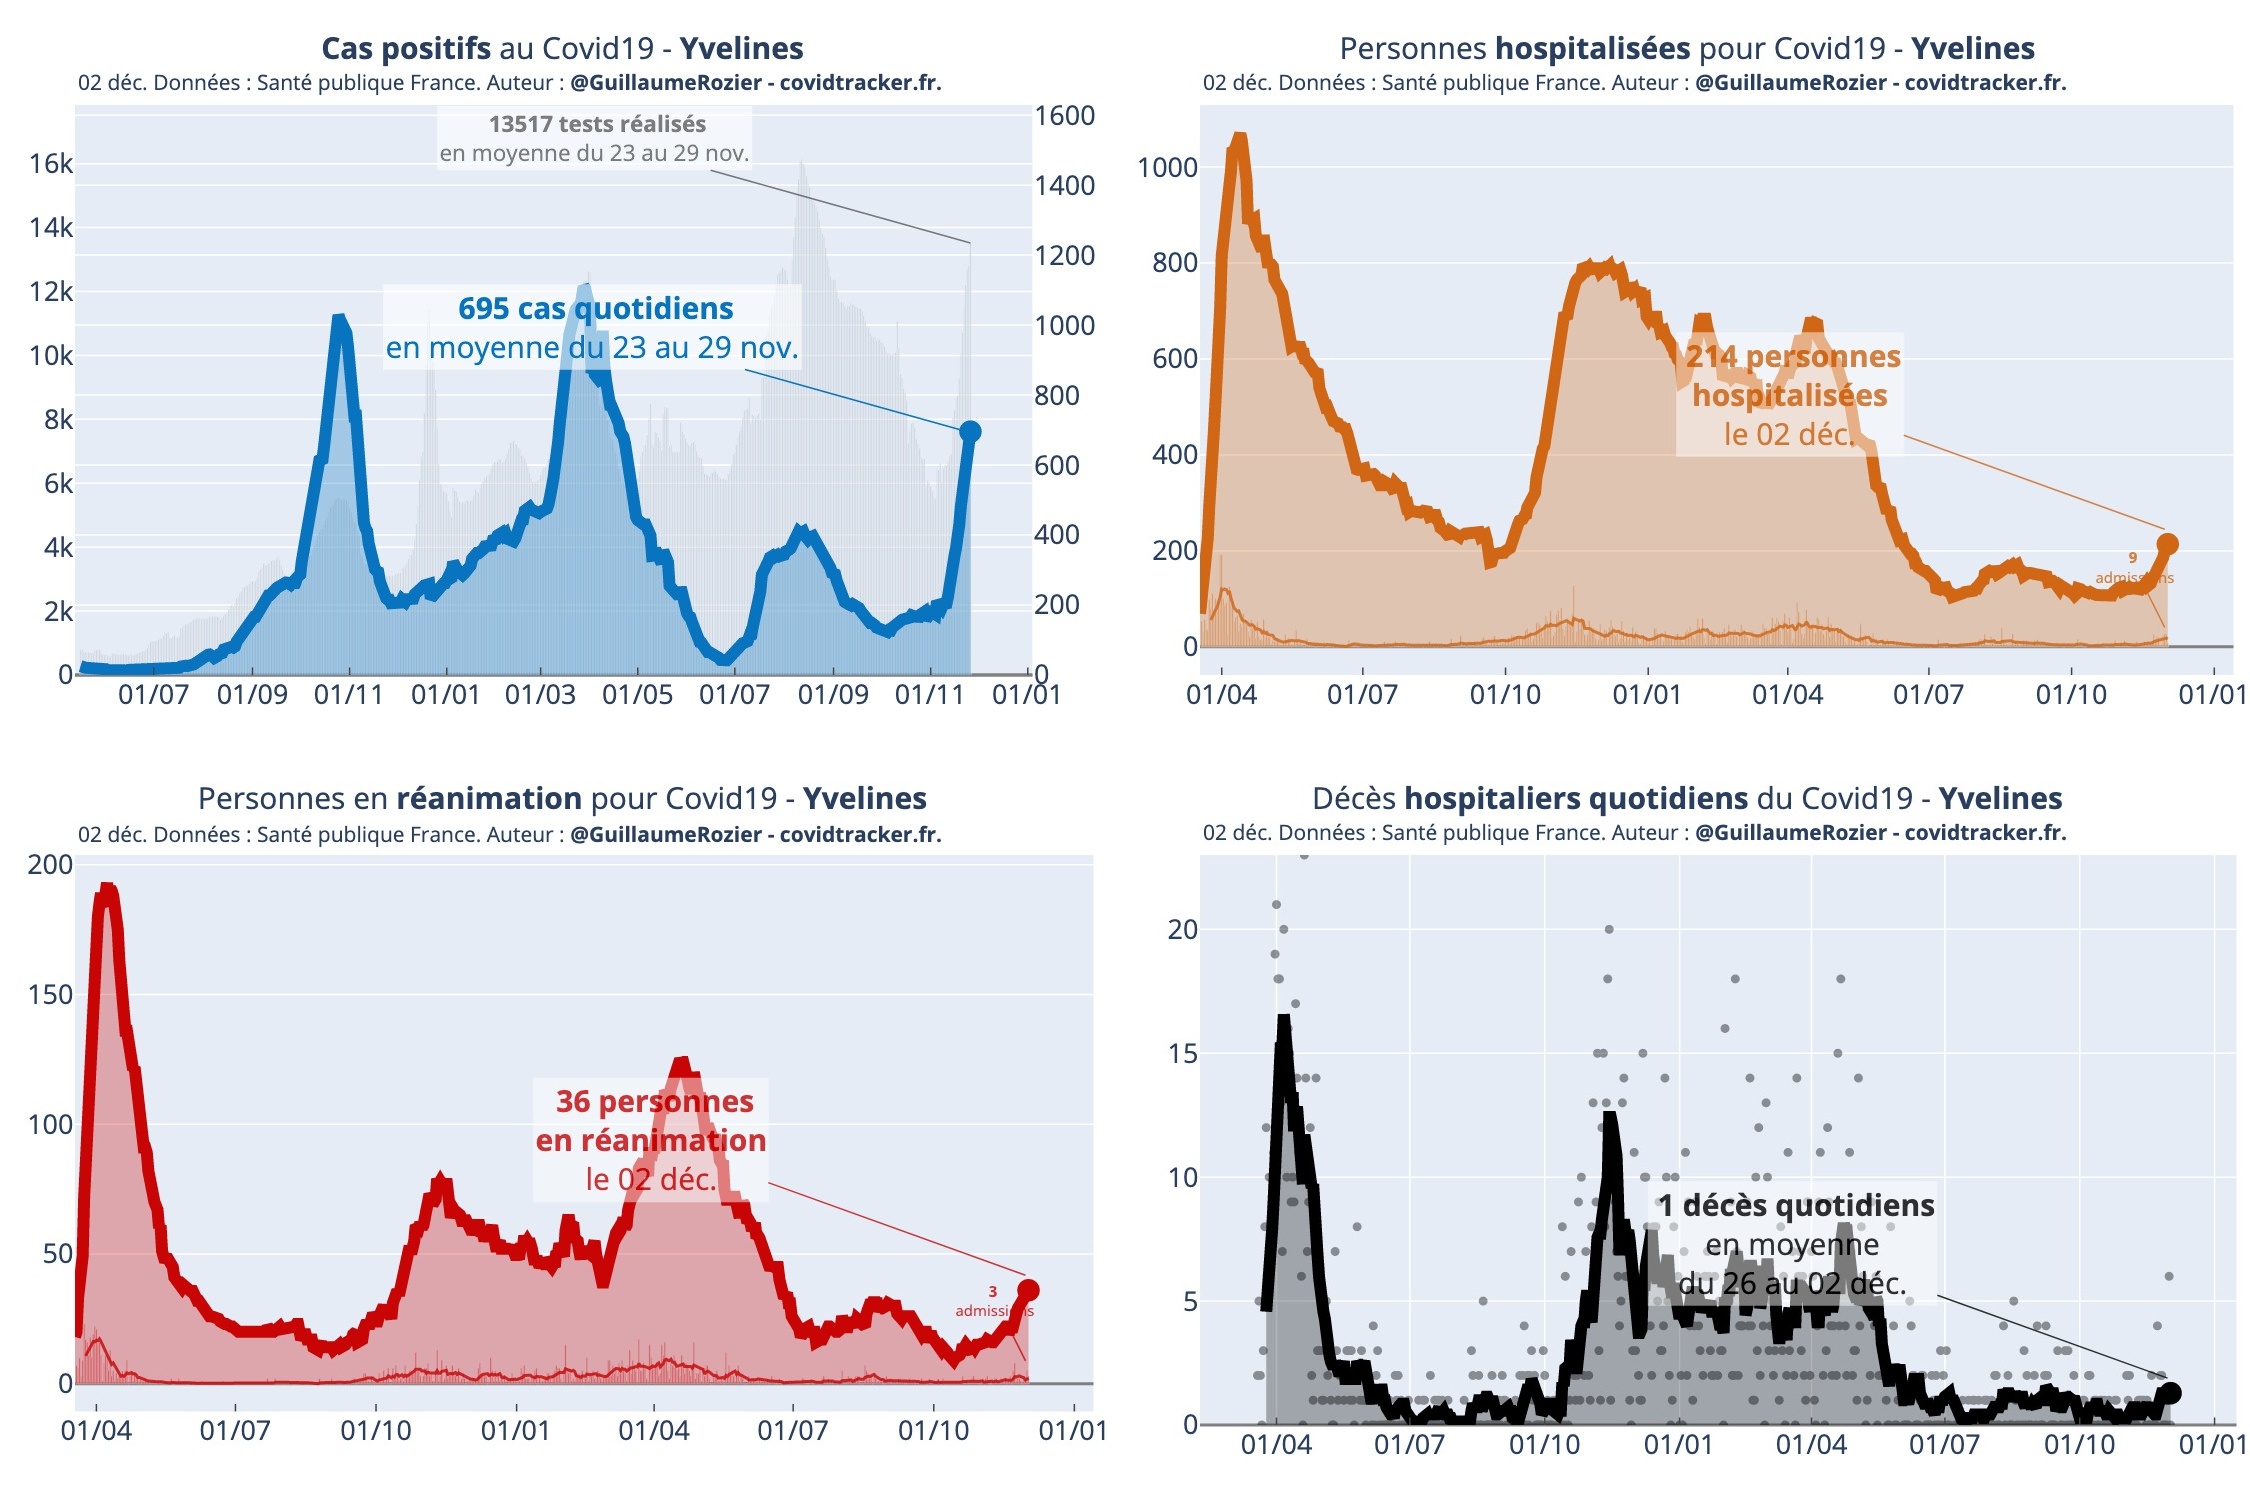 Cas positifs au Covid19 - Yvelines
02 déc. Données : Santé publique France. Auteur : @GuillaumeRozier - covidtracker.fr.
13517 tests réalisés
en moyenne du 23 au 29 nov.
695 cas quotidiens
en moyenne du 23 au 29 nov.
16k
14k
12k
10k
8k
6k
4k
2k
0
1600
1400
1200
1000
800
600
400
200
0
01/07 01/09 01/11 01/01 01/03 01/05 01/07 01/09 01/11 01/01
Personnes hospitalisées pour Covid19 - Yvelines
02 déc. Données : Santé publique France. Auteur : @GuillaumeRozier - covidtracker.fr.
1000
800
600
400
200
0
214 personnes
hospitalisées
le 02 déc.
9
admissions
01/04 01/07 01/10 01/01 01/04 01/07 01/10 01/01
Personnes en réanimation pour Covid19 - Yvelines
02 déc. Données : Santé publique France. Auteur : @GuillaumeRozier - covidtracker.fr.
200
150
100
50
0
36 personnes
en réanimation
le 02 déc.
3
admissions
01/04 01/07 01/10 01/01 01/04 01/07 01/10 01/01
Décès hospitaliers quotidiens du Covid19 - Yvelines
02 déc. Données : Santé publique France. Auteur : @GuillaumeRozier - covidtracker.fr.
20
15
10
5
0
1 décès quotidiens
en moyenne
du 26 au 02 déc.
01/04 01/07 01/10 01/01 01/04 01/07 01/10 01/01